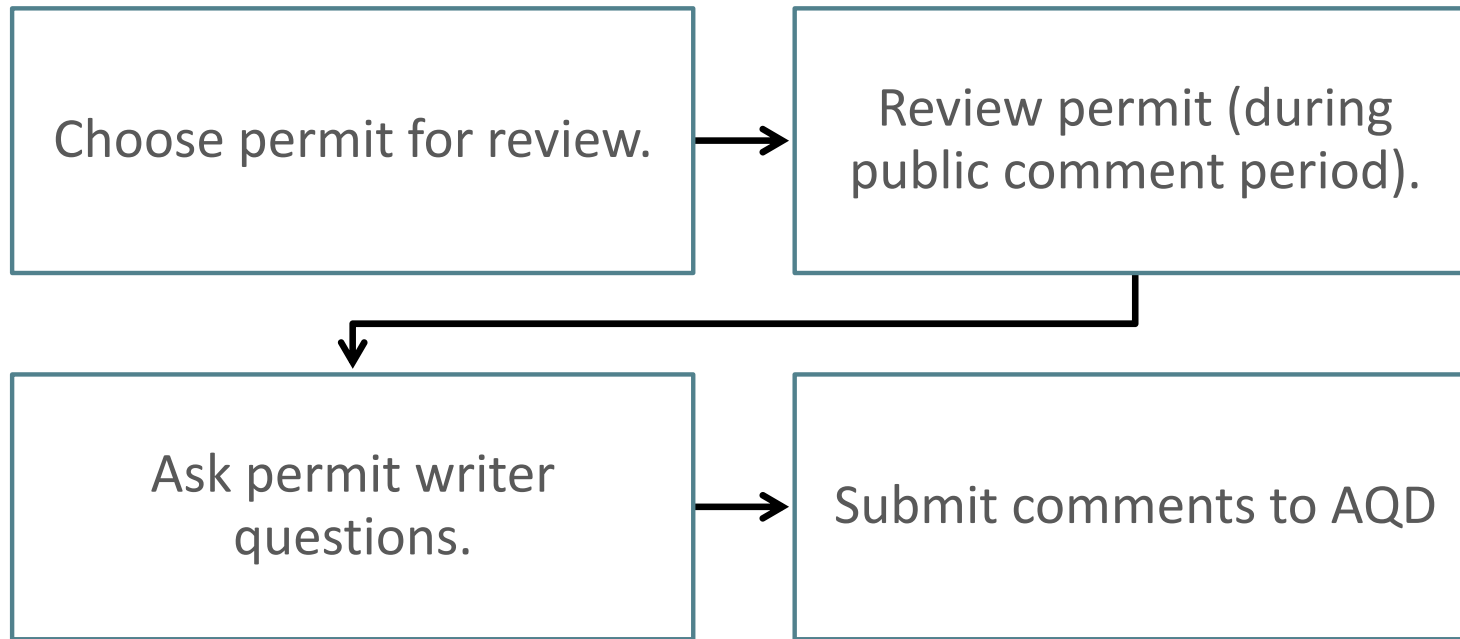 Choose permit for review.
Review permit (during
public comment period).
Ask permit writer
questions.
Submit comments to AQD